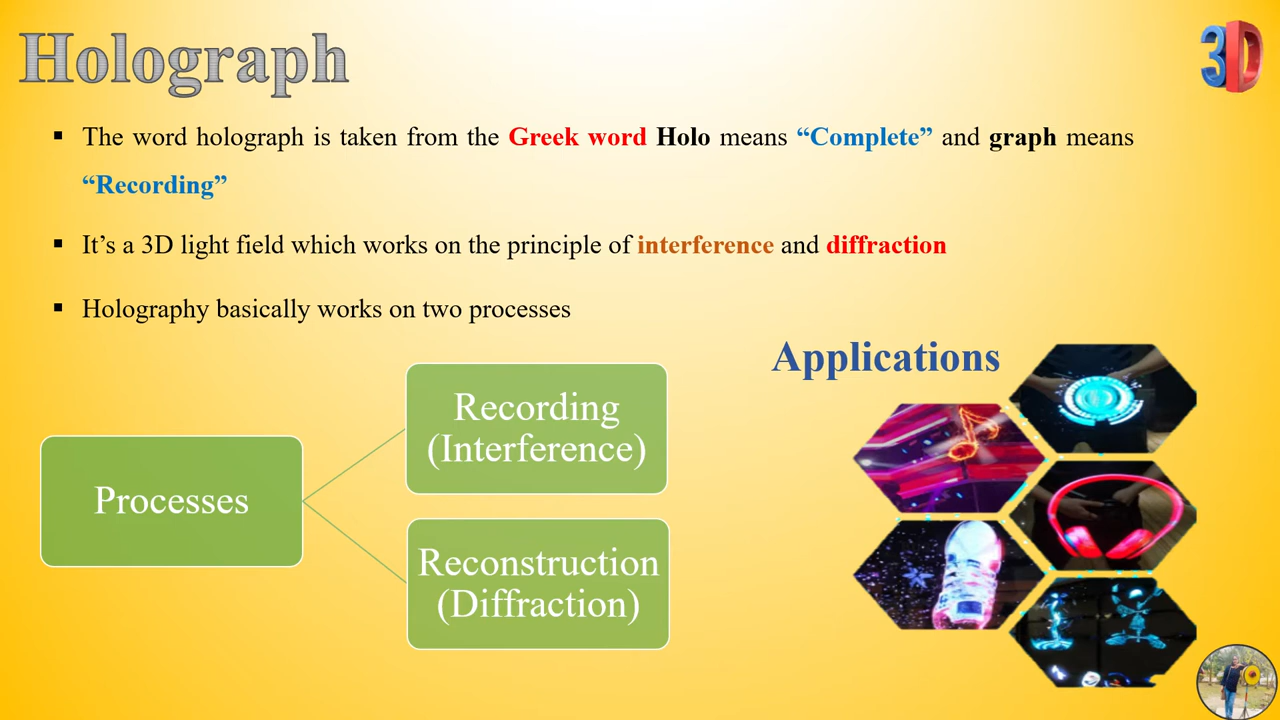 Holograph
3D
▪ The word holograph is taken from the Greek word Holo means “Complete” and graph means
“Recording”
▪ It’s a 3D light field which works on the principle of interference and diffraction
▪ Holography basically works on two processes
Applications
Processes
Recording
(Interference)
Reconstruction
(Diffraction)